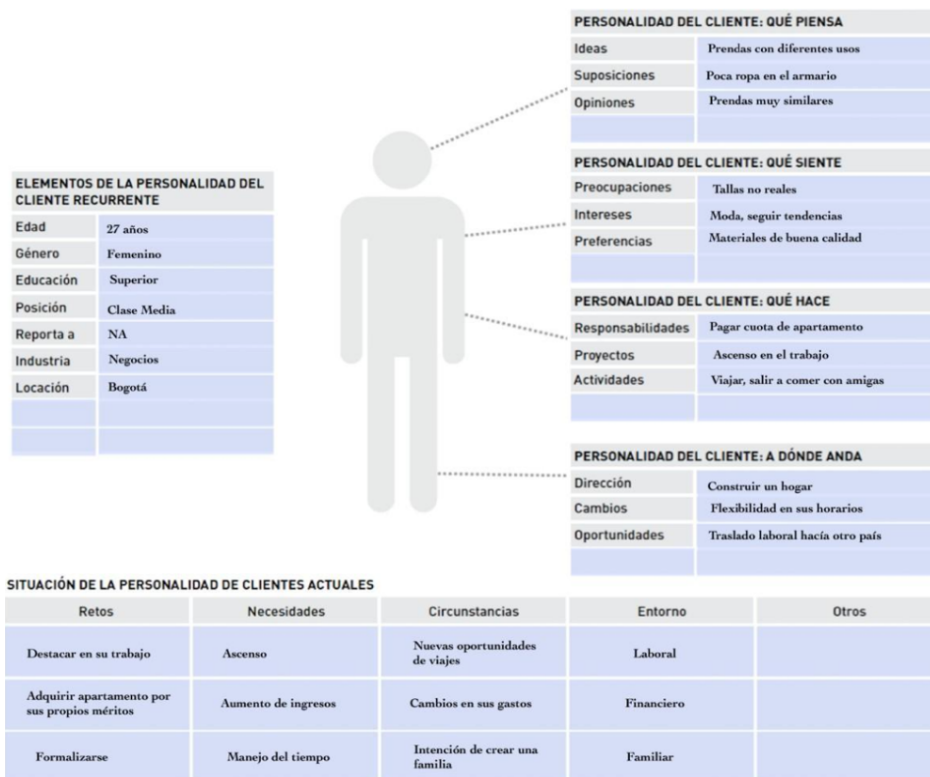 ELEMENTOS DE LA PERSONALIDAD DEL
CLIENTE RECURRENTE
Edad 27 años
Género Femenino
Educación Superior
Posición Clase Media
Reporta a NA
Industria Negocios
Locación Bogotá
PERSONALIDAD DEL CLIENTE: QUÉ PIENSA
Ideas Prendas con diferentes usos
Suposiciones Poca ropa en el armario
Opiniones Prendas muy similares
PERSONALIDAD DEL CLIENTE: QUÉ SIENTE
Preocupaciones Tallas no reales
Intereses Moda, seguir tendencias
Preferencias Materiales de buena calidad
PERSONALIDAD DEL CLIENTE: QUÉ HACE
Responsabilidades Pagar cuota de apartamento
Proyectos Ascenso en el trabajo
Actividades Viajar, salir a comer con amigas
PERSONALIDAD DEL CLIENTE: A DÓNDE ANDA
Dirección Construir un hogar
Cambios Flexibilidad en sus horarios
Oportunidades Traslado laboral hacía otro país
SITUACIÓN DE LA PERSONALIDAD DE CLIENTES ACTUALES
Retos Necesidades Circunstancias Entorno Otros
Destacar en su trabajo Ascenso Nuevas oportunidades
de viajes Laboral
Adquirir apartamento por
sus propios méritos Aumento de ingresos Cambios en sus gastos Financiero
Formalizarse Manejo del tiempo Intención de crear una
familia Familiar